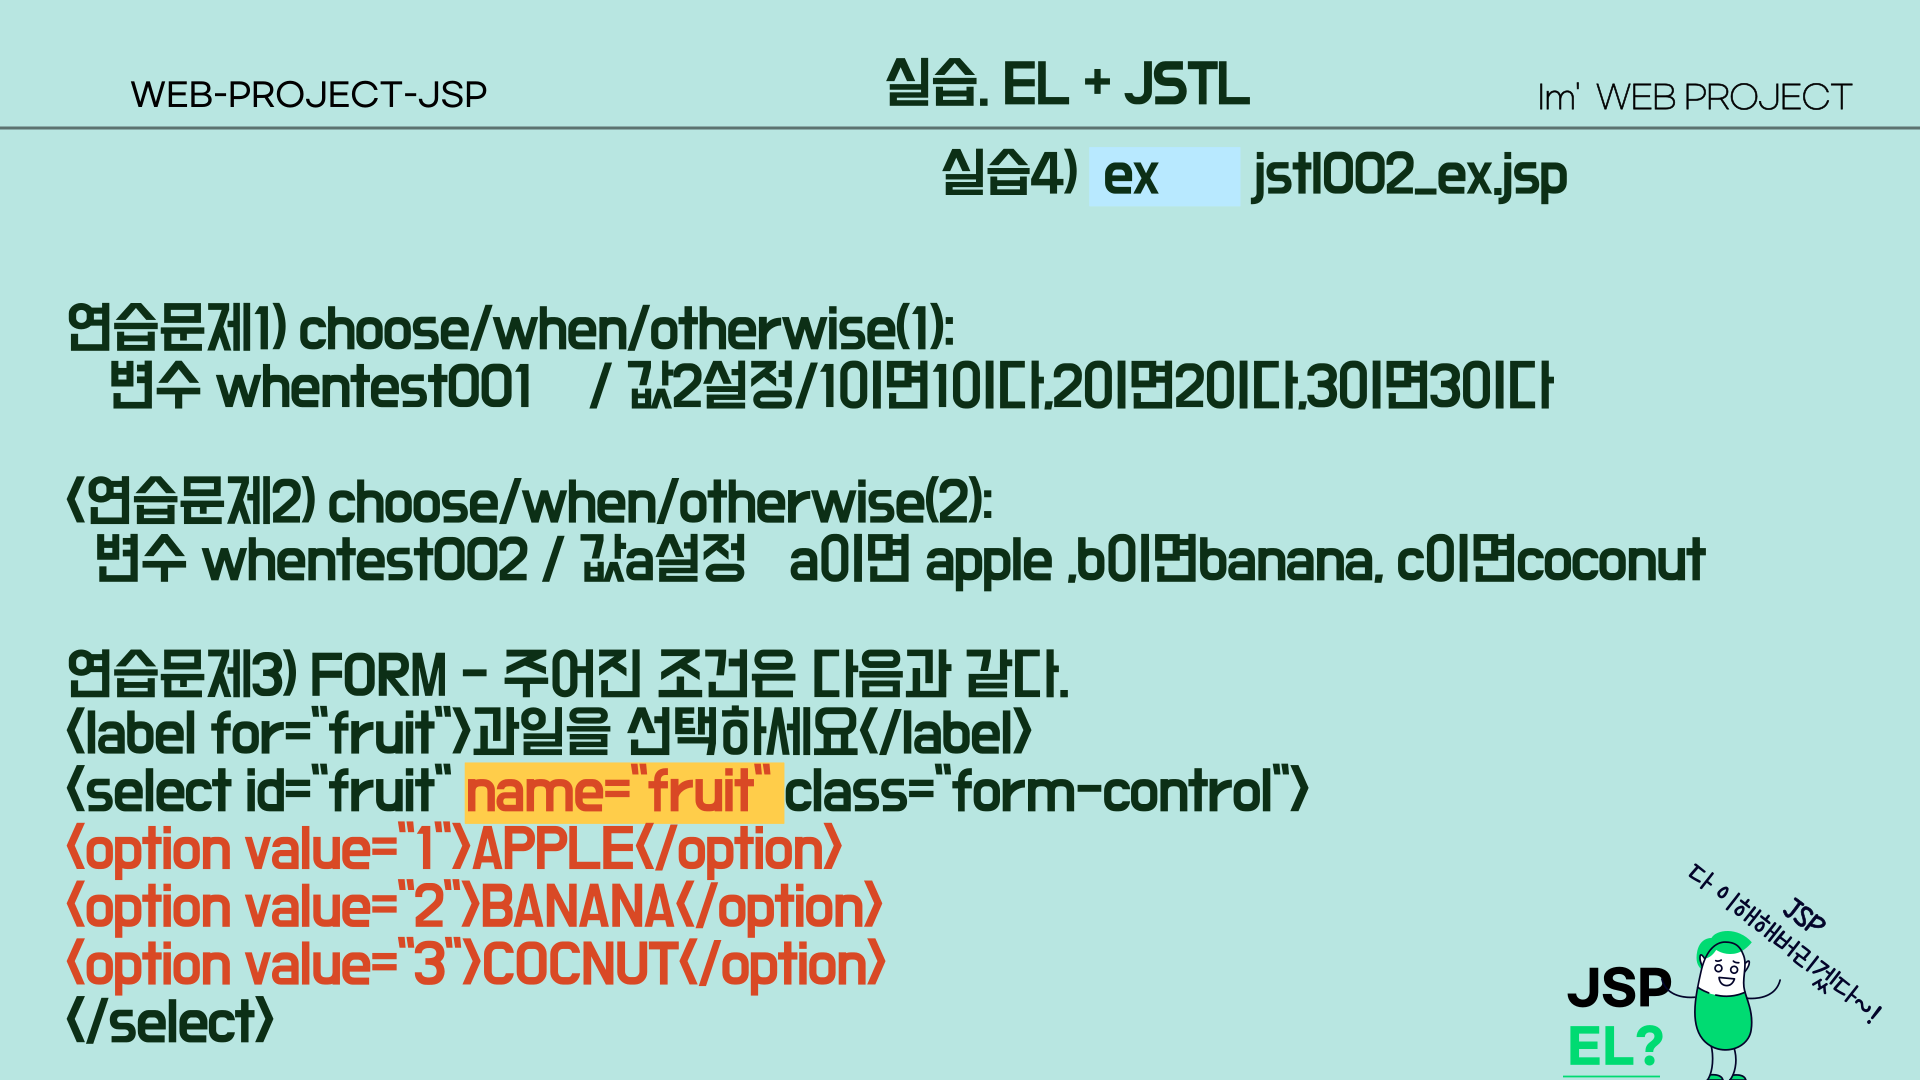 WEB-PROJECT-JSP
실습. EL + JSTL
Im' WEB PROJECT
실습4) ex jstl002_ex.jsp
연습문제1) choose/when/otherwise(1):
변수 whentest001 / 값2설정/1이면1이다,2이면2이다,3이면3이다
<연습문제2) choose/when/otherwise(2):
변수 whentest002 / 값a설정 a이면 apple ,b이면banana, c이면coconut
연습문제3) FORM - 주어진 조건은 다음과 같다.
<label for="fruit">과일을 선택하세요</label>
<select id="fruit" name="fruit" class="form-control">
<option value="1">APPLE</option>
<option value="2">BANANA</option>
<option value="3">COCNUT</option>
</select>
JSP
다 이해해버리겠다~!
JSP
EL?